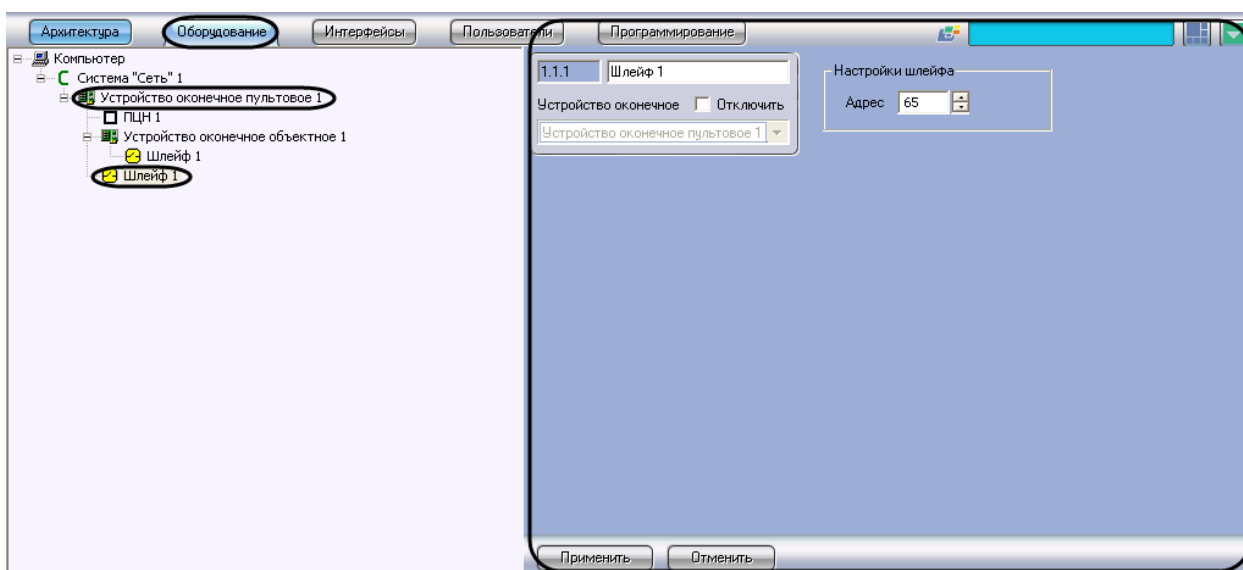 Архитектура Оборудование Интерфейсы Пользователи Программирование
Компьютер
Система "Сеть" 1
Устройство оконечное пультовое 1
ПЦН 1
Устройство оконечное объектное 1
Шлейф 1
Шлейф 1
1.1.1 Шлейф 1
Устройство оконечное Отключить
Устройство оконечное пультовое 1
Настройки шлейфа
Адрес 65
Применить Отменить